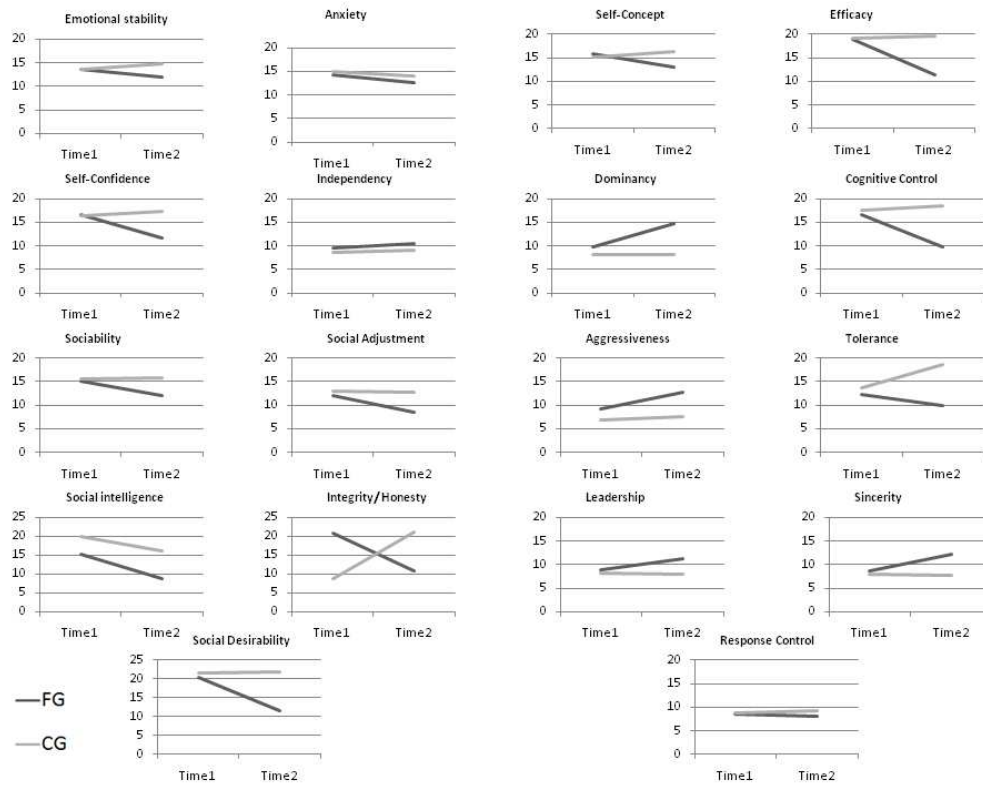 Emotional stability
20
15
10
5
0
Time1 Time2
Anxiety
20
15
10
5
0
Time1 Time2
Self-Concept
20
15
10
5
0
Time1 Time2
Efficacy
20
15
10
5
0
Time1 Time2
Self-Confidence
20
15
10
5
0
Time1 Time2
Independency
20
15
10
5
0
Time1 Time2
Dominancy
20
15
10
5
0
Time1 Time2
Cognitive Control
20
15
10
5
0
Time1 Time2
Sociability
20
15
10
5
0
Time1 Time2
Social Adjustment
20
15
10
5
0
Time1 Time2
Aggressiveness
20
15
10
5
0
Time1 Time2
Tolerance
20
15
10
5
0
Time1 Time2
Social intelligence
25
20
15
10
5
0
Time1 Time2
Integrity/Honesty
25
20
15
10
5
0
Time1 Time2
Leadership
20
15
10
5
0
Time1 Time2
Sincerity
20
15
10
5
0
Time1 Time2
Social Desirability
25
20
15
10
5
0
Time1 Time2
Response Control
20
15
10
5
0
Time1 Time2
FG
CG